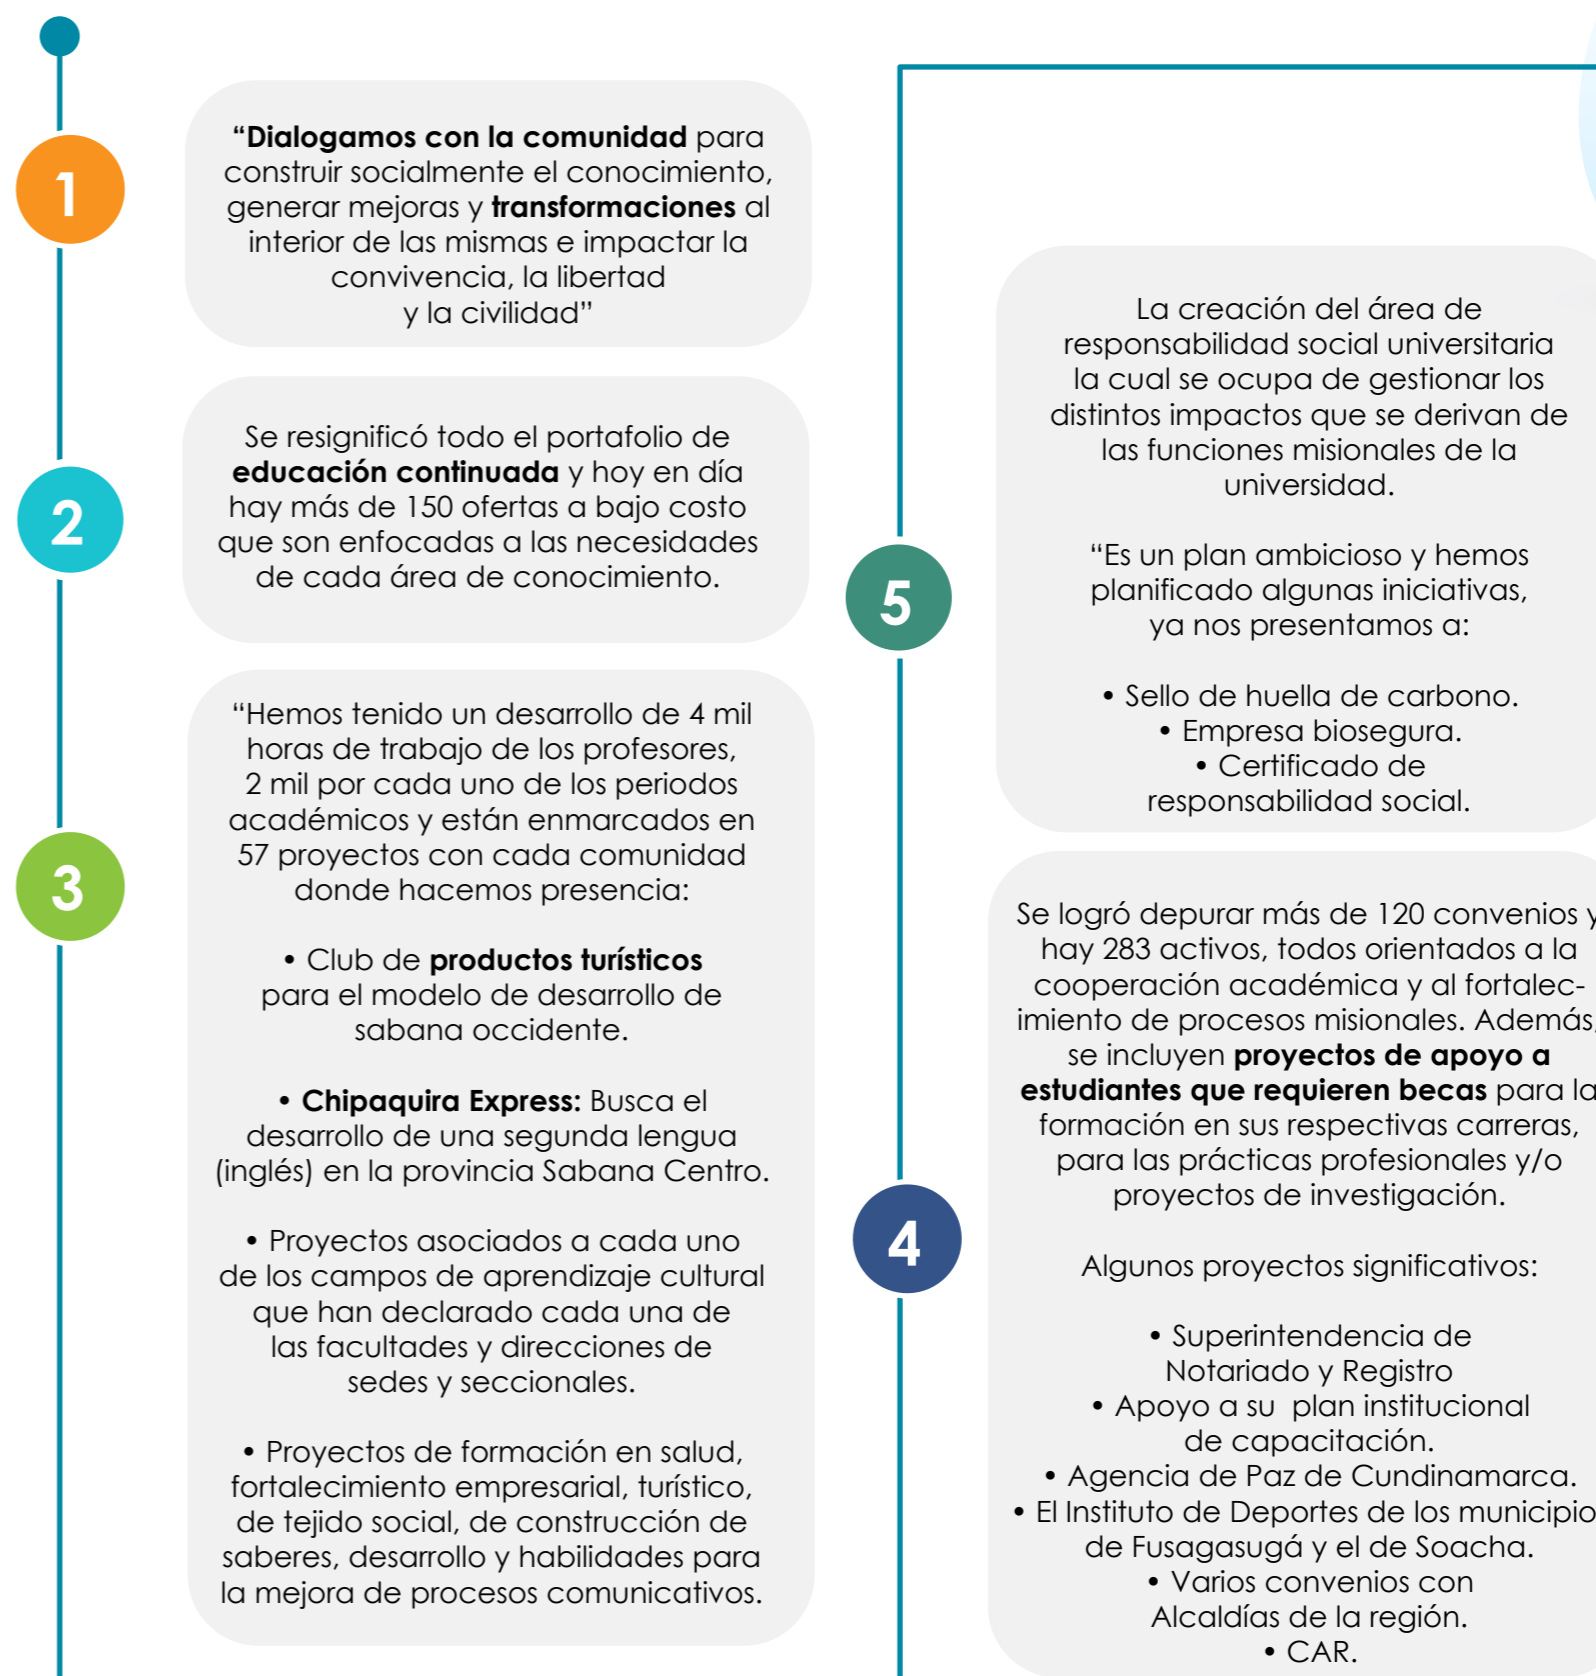 1
“Dialogamos con la comunidad para
construir socialmente el conocimiento,
generar mejoras y transformaciones al
interior de las mismas e impactar la
convivencia, la libertad
y la civilidad”
2
Se resignificó todo el portafolio de
educación continuada y hoy en día
hay más de 150 ofertas a bajo costo
que son enfocadas a las necesidades
de cada área de conocimiento.
3
“Hemos tenido un desarrollo de 4 mil
horas de trabajo de los profesores,
2 mil por cada uno de los periodos
académicos y están enmarcados en
57 proyectos con cada comunidad
donde hacemos presencia:
• Club de productos turísticos
para el modelo de desarrollo de
sabana occidente.
• Chipaquira Express: Busca el
desarrollo de una segunda lengua
(inglés) en la provincia Sabana Centro.
• Proyectos asociados a cada uno
de los campos de aprendizaje cultural
que han declarado cada una de
las facultades y direcciones de
sedes y seccionales.
• Proyectos de formación en salud,
fortalecimiento empresarial, turístico,
de tejido social, de construcción de
saberes, desarrollo y habilidades para
la mejora de procesos comunicativos.
5
La creación del área de
responsabilidad social universitaria
la cual se ocupa de gestionar los
distintos impactos que se derivan de
las funciones misionales de la
universidad.
“Es un plan ambicioso y hemos
planificado algunas iniciativas,
ya nos presentamos a:
• Sello de huella de carbono.
• Empresa biosegura.
• Certificado de
responsabilidad social.
4
Se logró depurar más de 120 convenios y
hay 283 activos, todos orientados a la
cooperación académica y al fortalec-
imiento de procesos misionales. Además,
se incluyen proyectos de apoyo a
estudiantes que requieren becas para la
formación en sus respectivas carreras,
para las prácticas profesionales y/o
proyectos de investigación.
Algunos proyectos significativos:
• Superintendencia de
Notariado y Registro
• Apoyo a su plan institucional
de capacitación.
• Agencia de Paz de Cundinamarca.
• El Instituto de Deportes de los municipio
de Fusagasugá y el de Soacha.
• Varios convenios con
Alcaldías de la región.
• CAR.